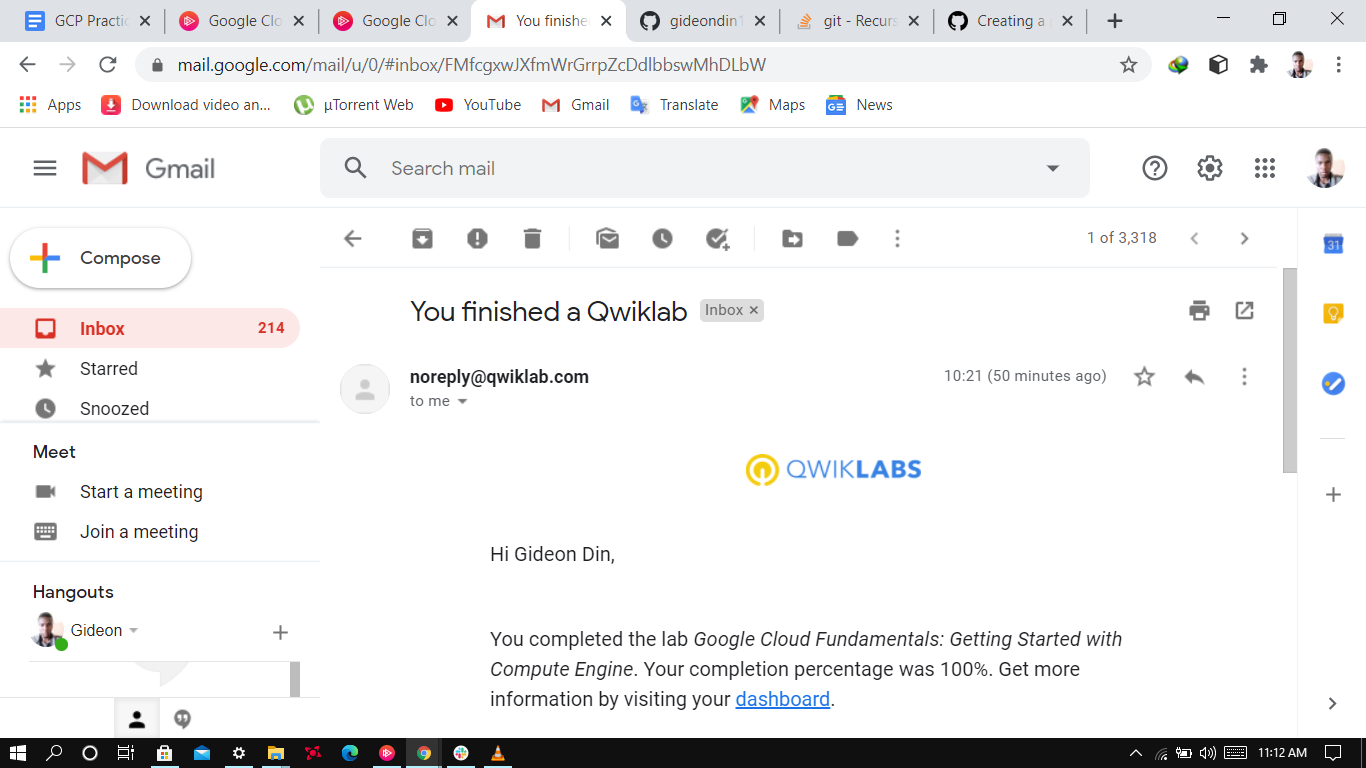 GCP Practic
Google Clo
Google Clo
You finishe
gideondin1
git - Recurs
Creating a
mail.google.com/mail/u/0/#inbox/FMfcgxwJXfmWrGrrpZcDdlbbswMhDLbW
Apps
Download video an...
µTorrent Web
YouTube
Gmail
Translate
Maps
News
Gmail
Search mail
Compose
1 of 3,318
31
Inbox 214
Starred
Snoozed
You finished a Qwiklab Inbox
noreply@qwiklab.com
10:21 (50 minutes ago)
to me
Meet
Start a meeting
Join a meeting
Hangouts
Gideon
QWIKLABS
Hi Gideon Din,
You completed the lab Google Cloud Fundamentals: Getting Started with
Compute Engine. Your completion percentage was 100%. Get more
information by visiting your dashboard.
11:12 AM